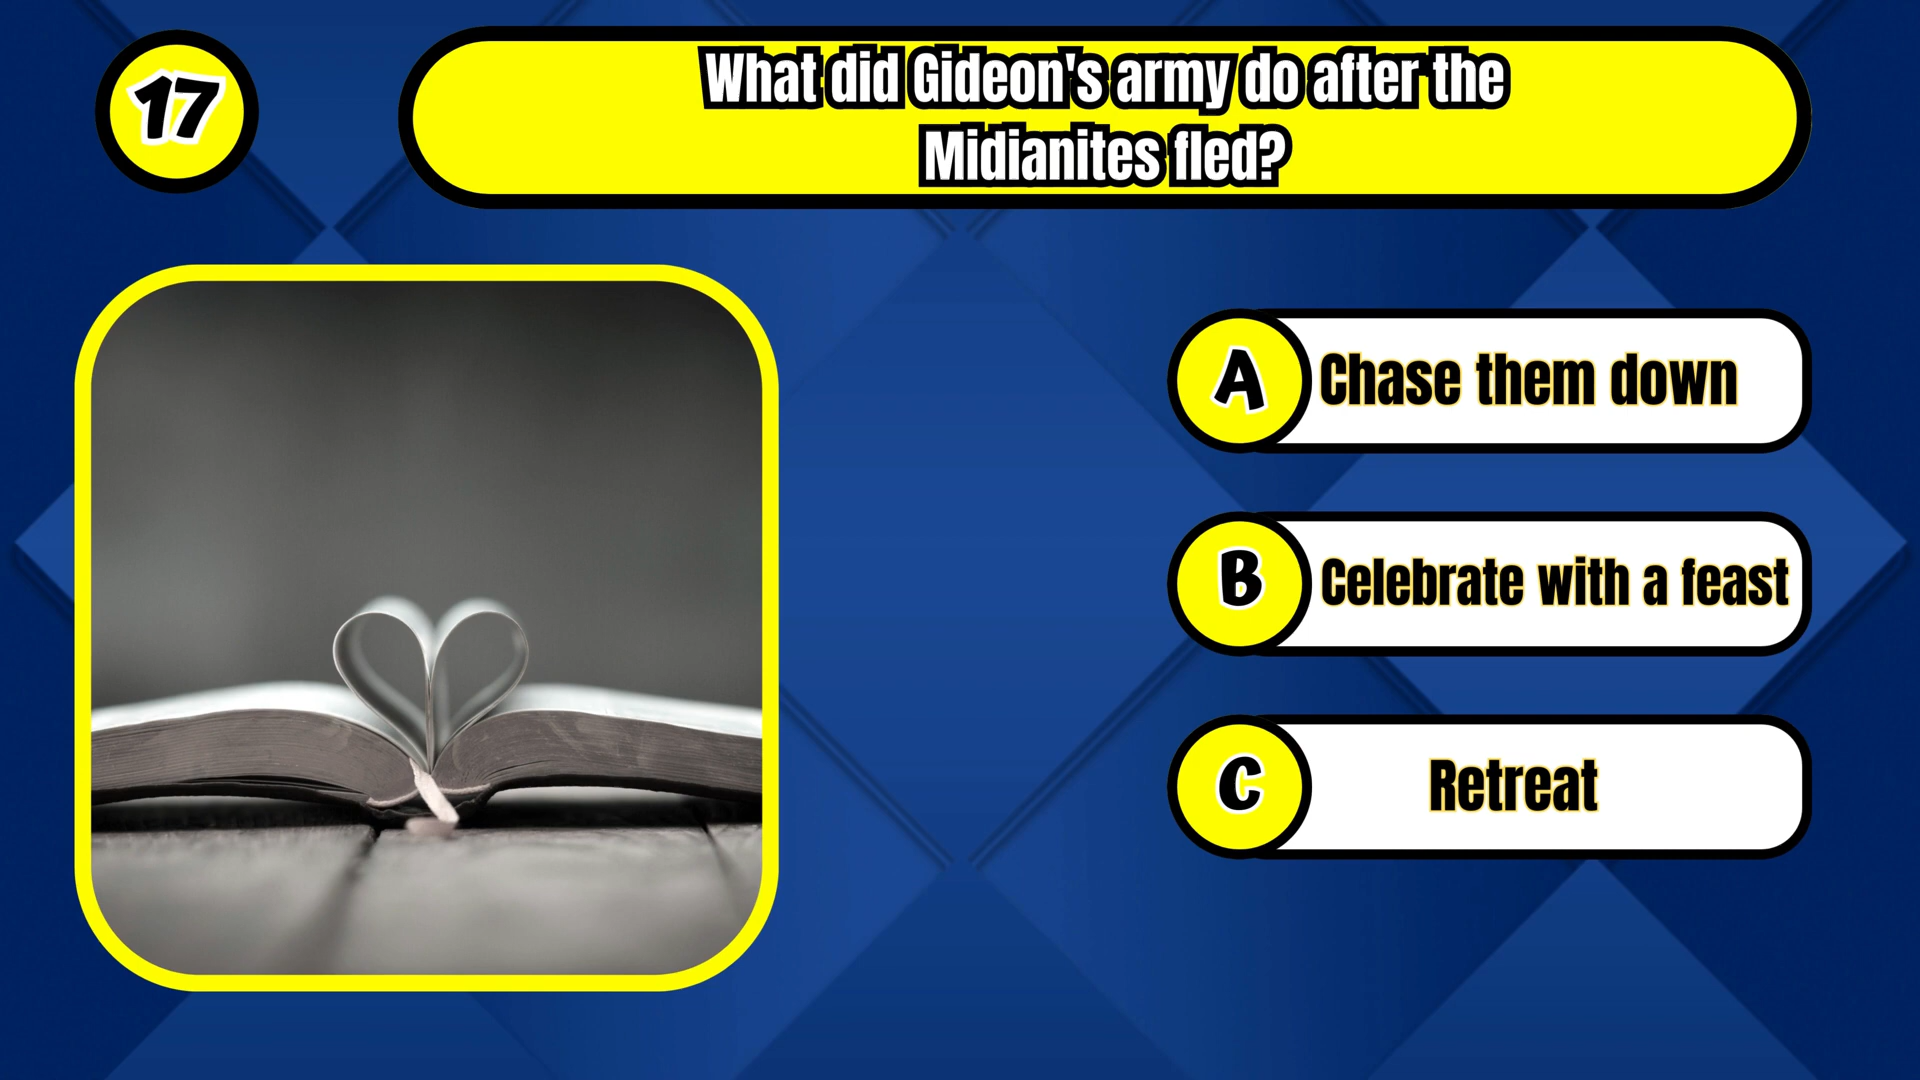 17
What did Gideon's army do after the
Midianites fled?
A Chase them down
B Celebrate with a feast
C Retreat